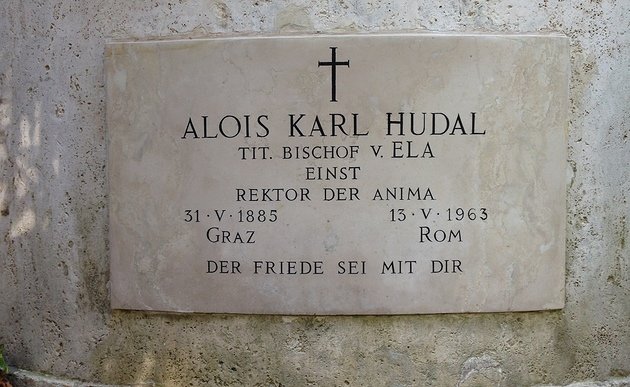 ALOIS KARL HUDAL
TIT. BISCHOF V. ELA
EINST
REKTOR DER ANIMA
31·V·1885 13·V·1963
GRAZ ROM
DER FRIEDE SEI MIT DIR